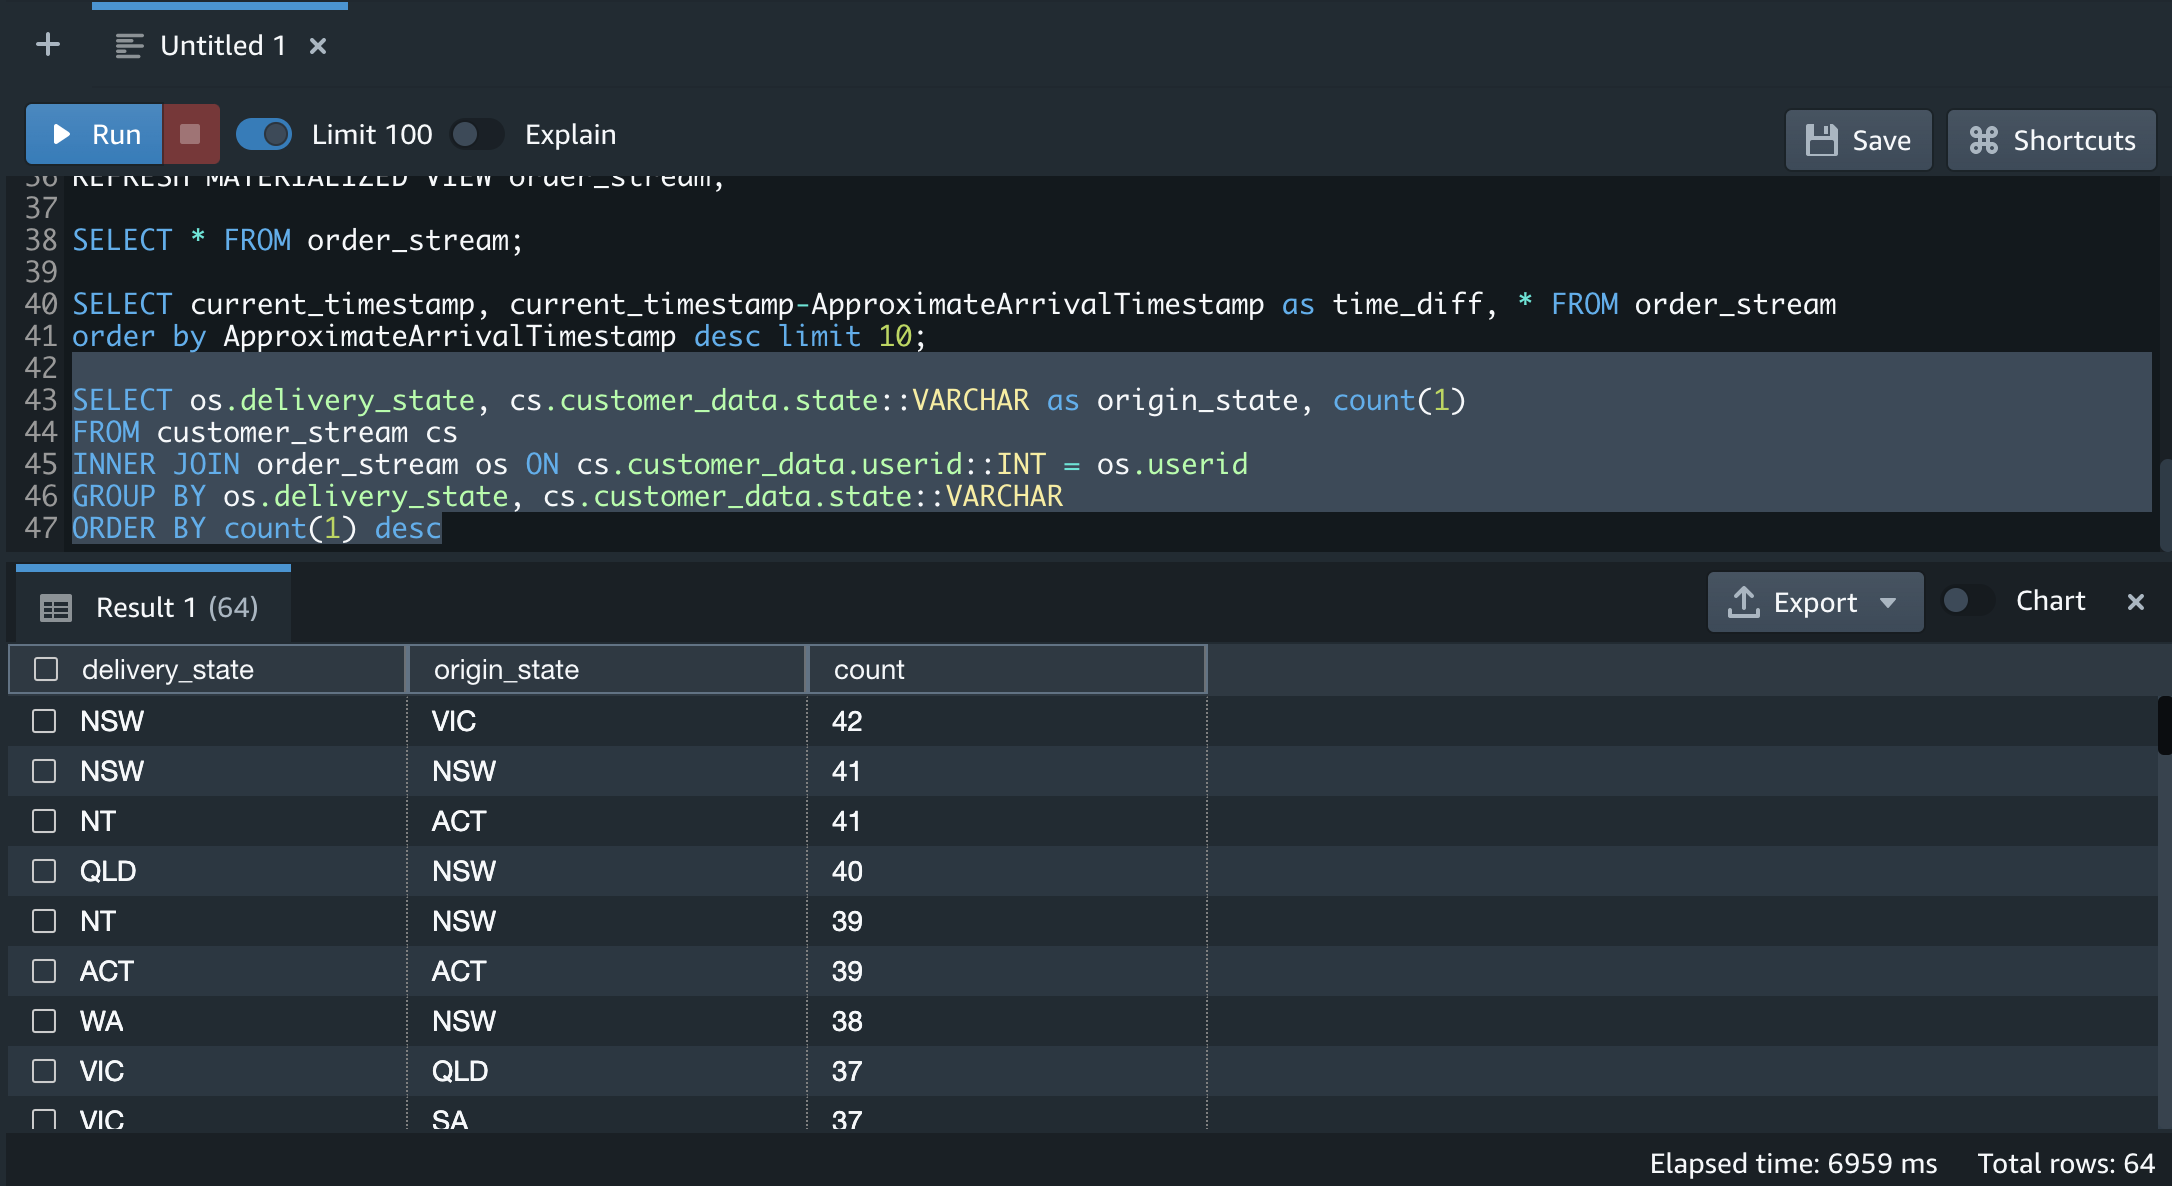 Untitled 1
Run Limit 100 Explain Save Shortcuts
36 REFRESH MATERIALIZED VIEW order_stream;
37
38 SELECT * FROM order_stream;
39
40 SELECT current_timestamp, current_timestamp-ApproximateArrivalTimestamp as time_diff, * FROM order_stream
41 order by ApproximateArrivalTimestamp desc limit 10;
42
43 SELECT os.delivery_state, cs.customer_data.state::VARCHAR as origin_state, count(1)
44 FROM customer_stream cs
45 INNER JOIN order_stream os ON cs.customer_data.userid::INT = os.userid
46 GROUP BY os.delivery_state, cs.customer_data.state::VARCHAR
47 ORDER BY count(1) desc
Result 1 (64) Export Chart
delivery_state origin_state count
NSW VIC 42
NSW NSW 41
NT ACT 41
QLD NSW 40
NT NSW 39
ACT ACT 39
WA NSW 38
VIC QLD 37
VIC SA 37
Elapsed time: 6959 ms Total rows: 64